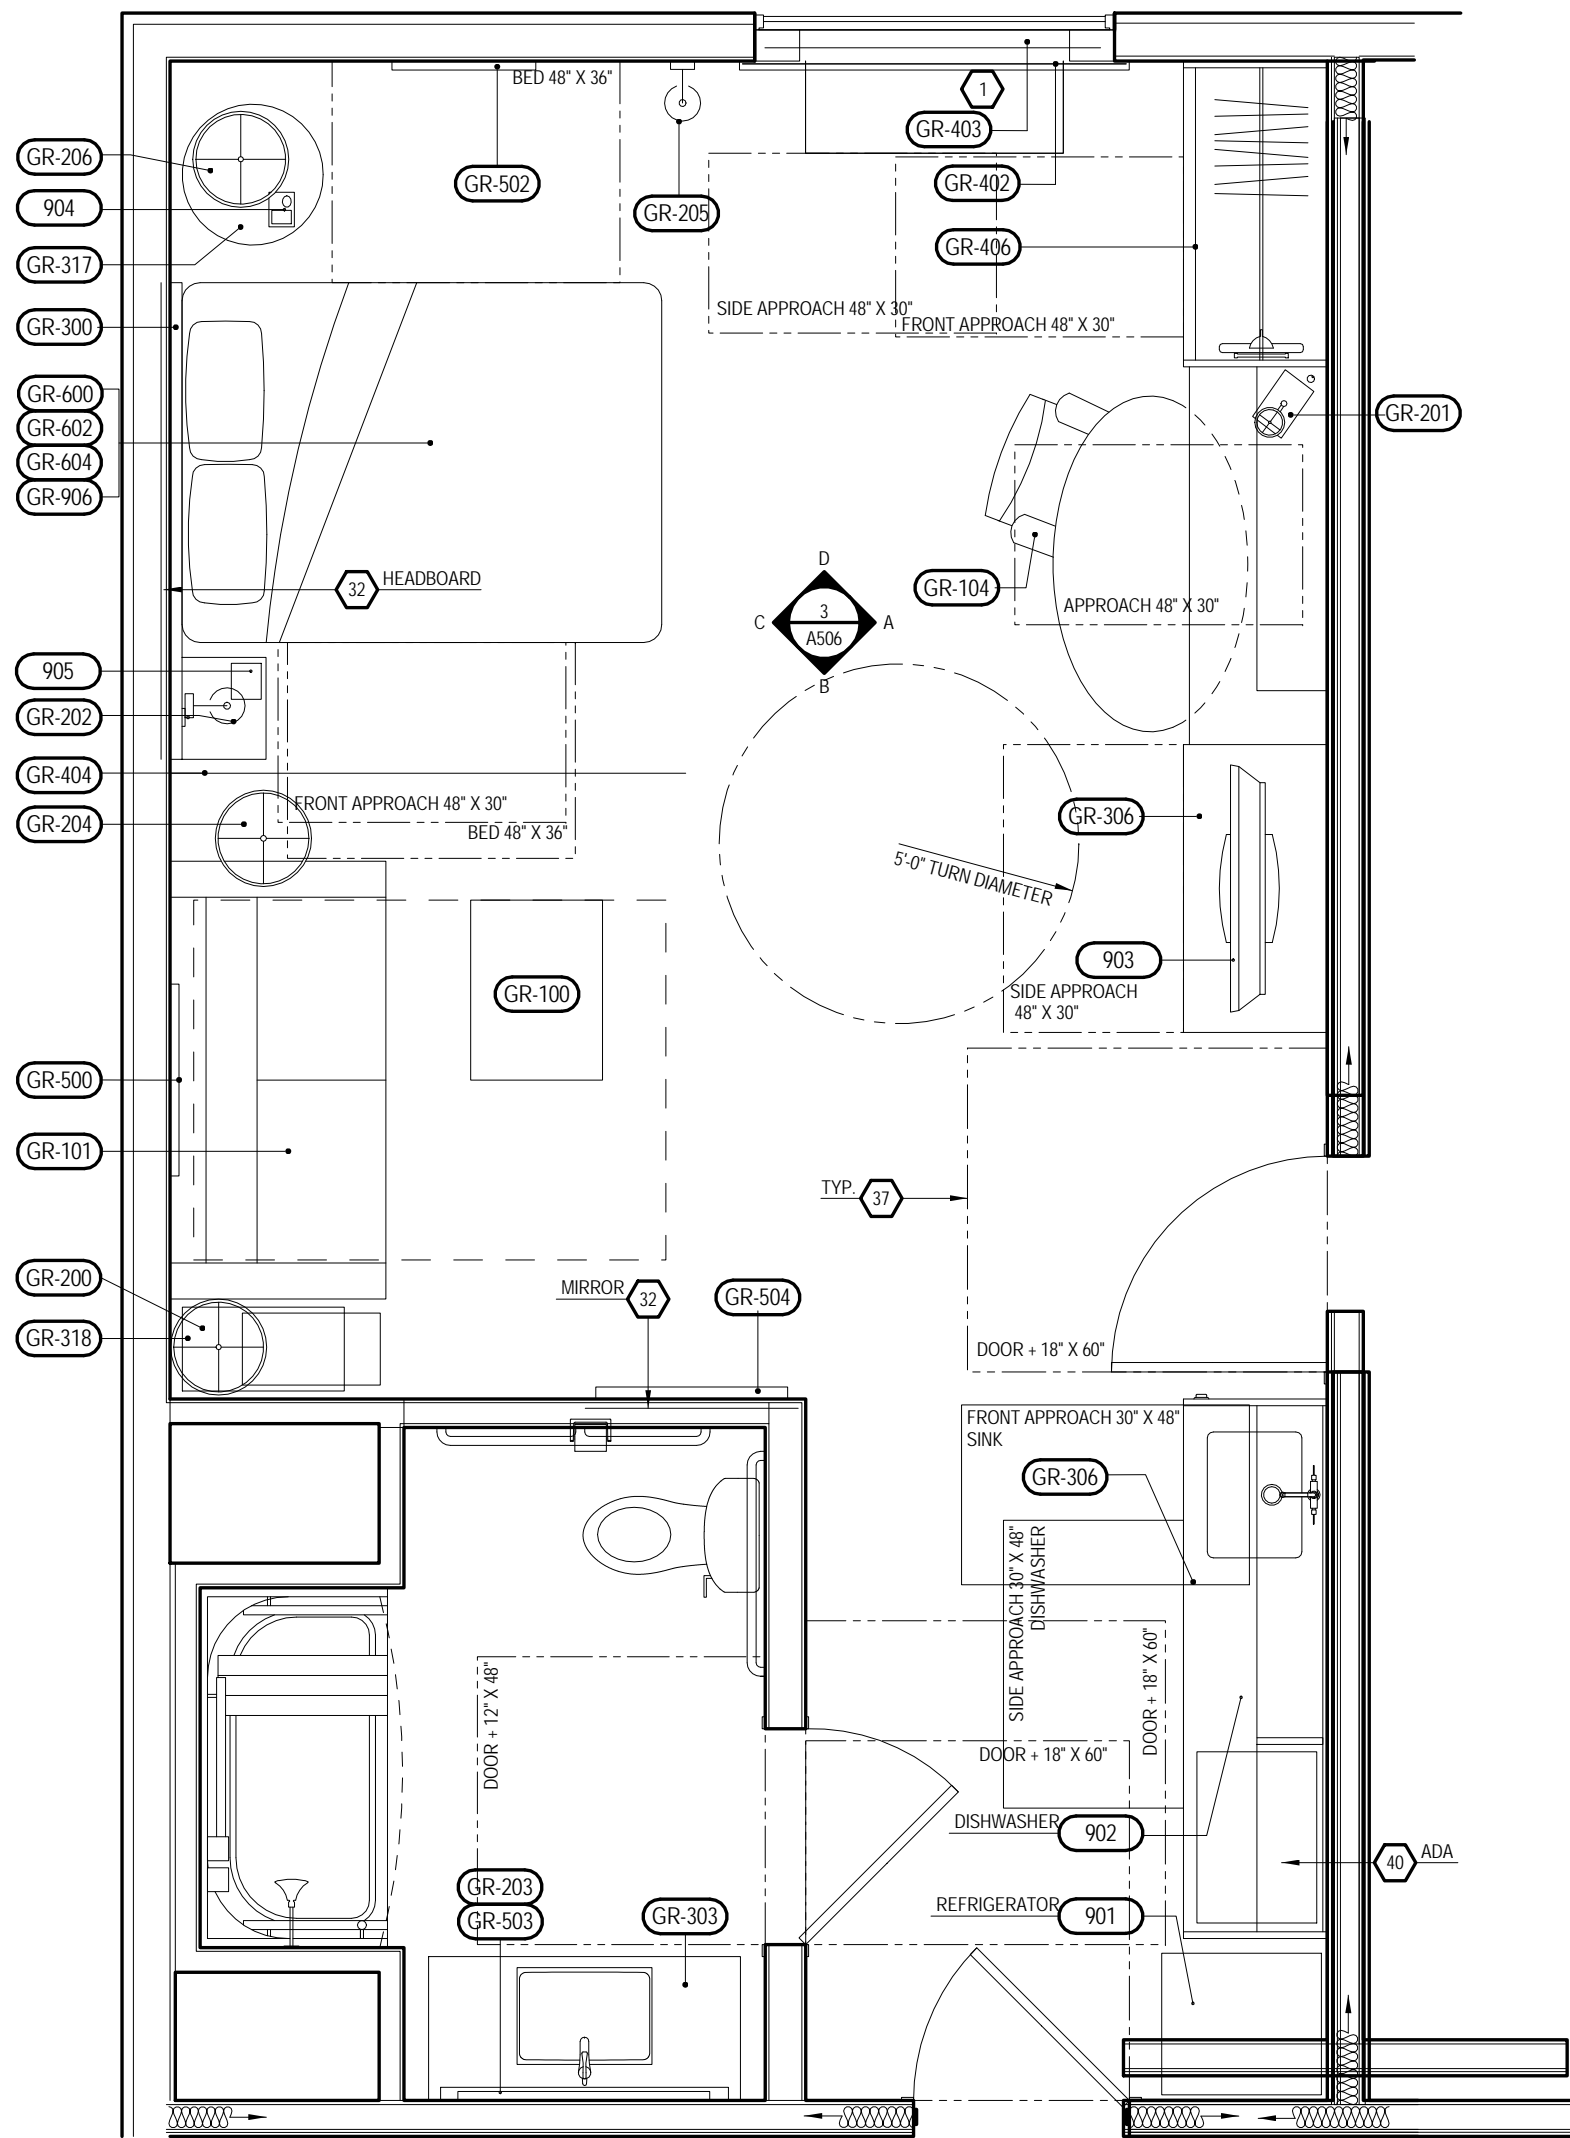 BED 48" X 36"
1
GR-403
GR-206
GR-502
GR-402
904
GR-205
GR-406
GR-317
SIDE APPROACH 48" X 30"
FRONT APPROACH 48" X 30"
GR-300
GR-600
GR-602
GR-604
GR-906
GR-201
D
32
HEADBOARD
GR-104
APPROACH 48" X 30"
C
3
A506
A
B
905
GR-202
GR-404
GR-204
FRONT APPROACH 48" X 30"
BED 48" X 36"
GR-306
5'-0" TURN DIAMETER
903
GR-100
SIDE APPROACH
48" X 30"
GR-500
GR-101
TYP.
37
GR-200
GR-318
MIRROR
32
GR-504
DOOR + 18" X 60"
FRONT APPROACH 30" X 48"
SINK
GR-306
SIDE APPROACH 30" X 48"
DISHWASHER
DOOR + 18" X 60"
DOOR + 12" X 48"
DOOR + 18" X 60"
DISHWASHER
902
40
ADA
GR-203
GR-503
GR-303
REFRIGERATOR
901